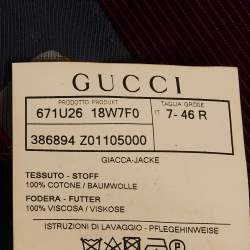 GUCCI
PRODOTTO PRODUKT
TAGLIA GRÖSE
671U26 18W7F0
IT 7- 46 R
386894 Z01105000
GIACCA-JACKE
TESSUTO - STOFF
100% COTONE / BAUMWOLLE
FODERA - FUTTER
100% VISCOSA / VISKOSE
ISTRUZIONI DI LAVAGGIO - PFLEGEHINWEISE